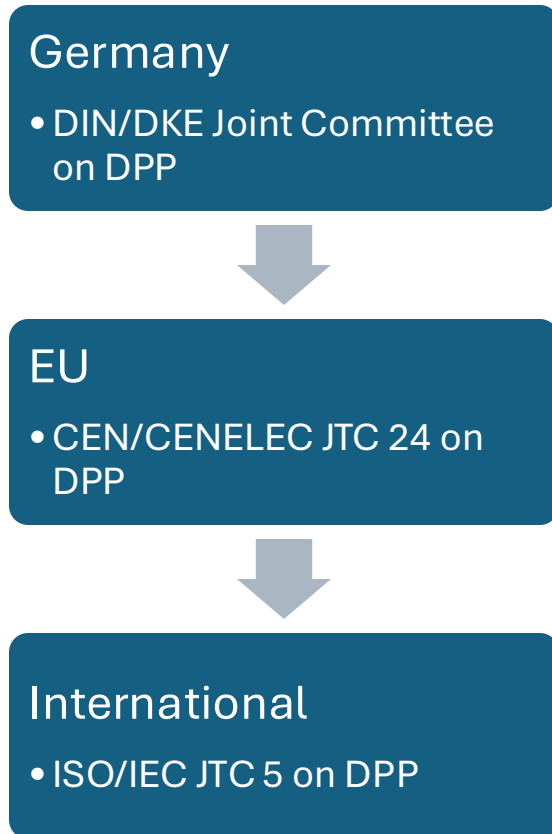 Germany
• DIN/DKE Joint Committee
on DPP
EU
• CEN/CENELEC JTC 24 on
DPP
International
• ISO/IEC JTC 5 on DPP